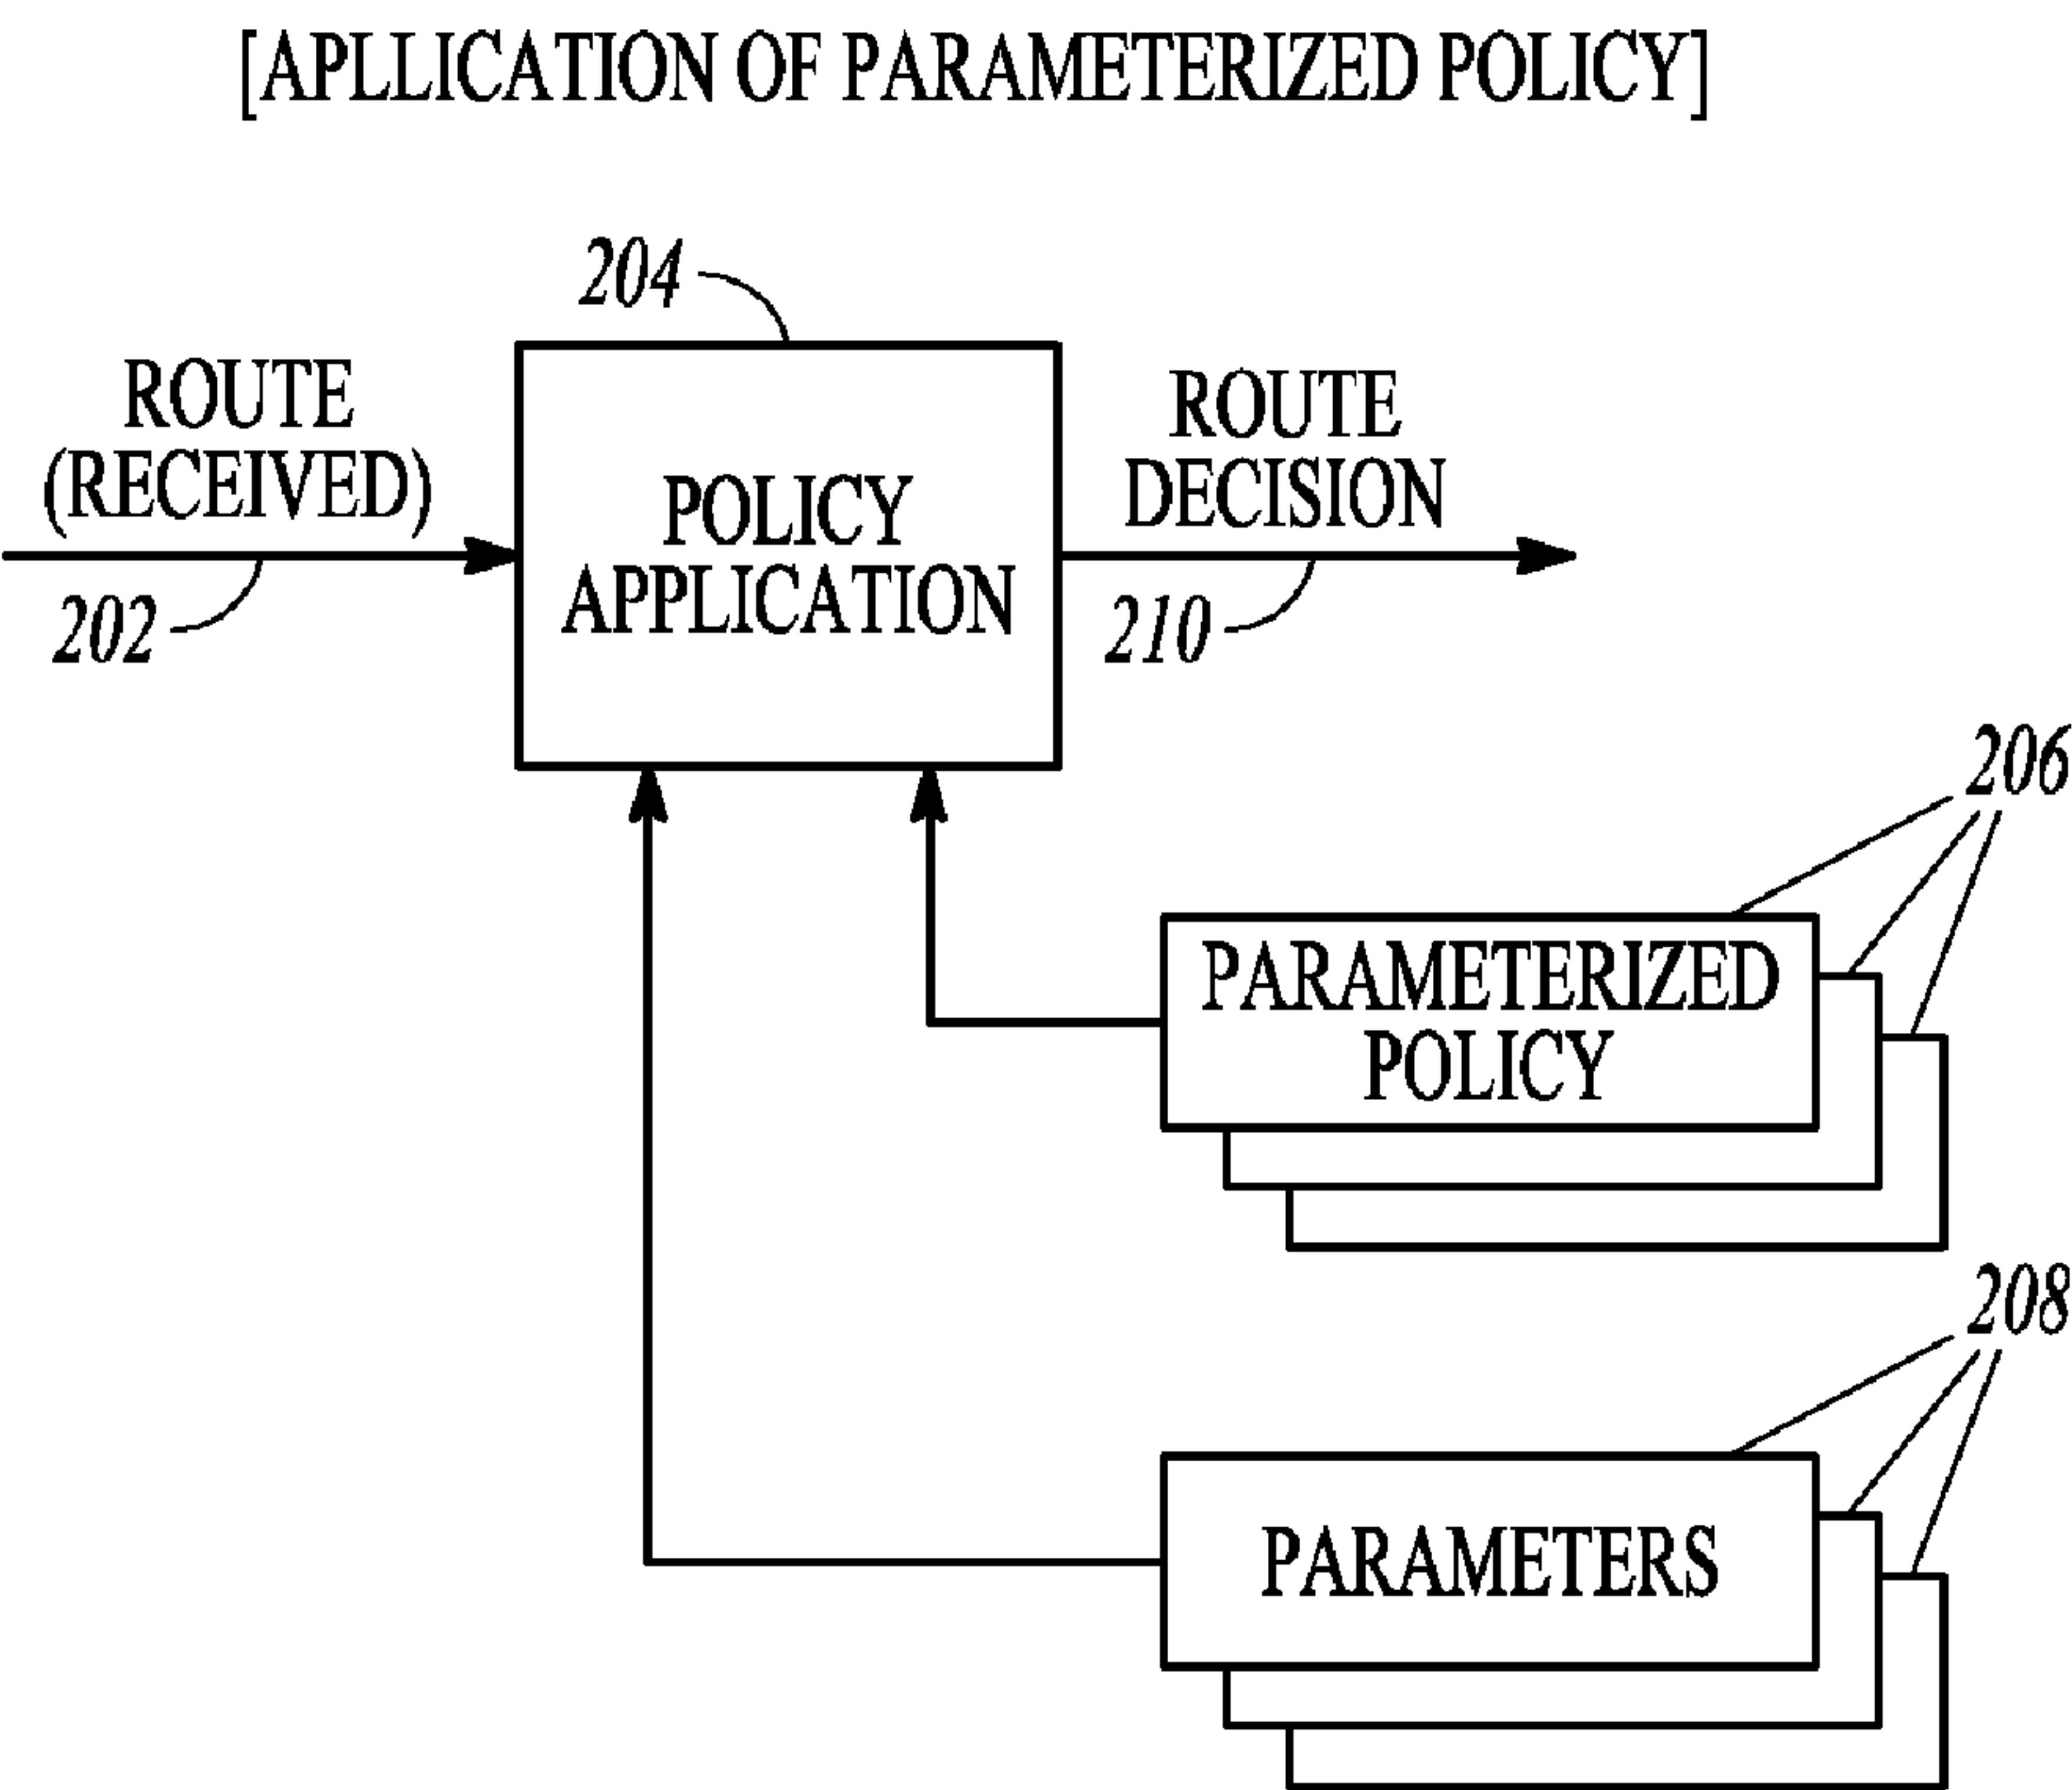 [APLLICATION OF PARAMETERIZED POLICY]
204
ROUTE
(RECEIVED)
202
POLICY
APPLICATION
ROUTE
DECISION
210
206
PARAMETERIZED
POLICY
208
PARAMETERS